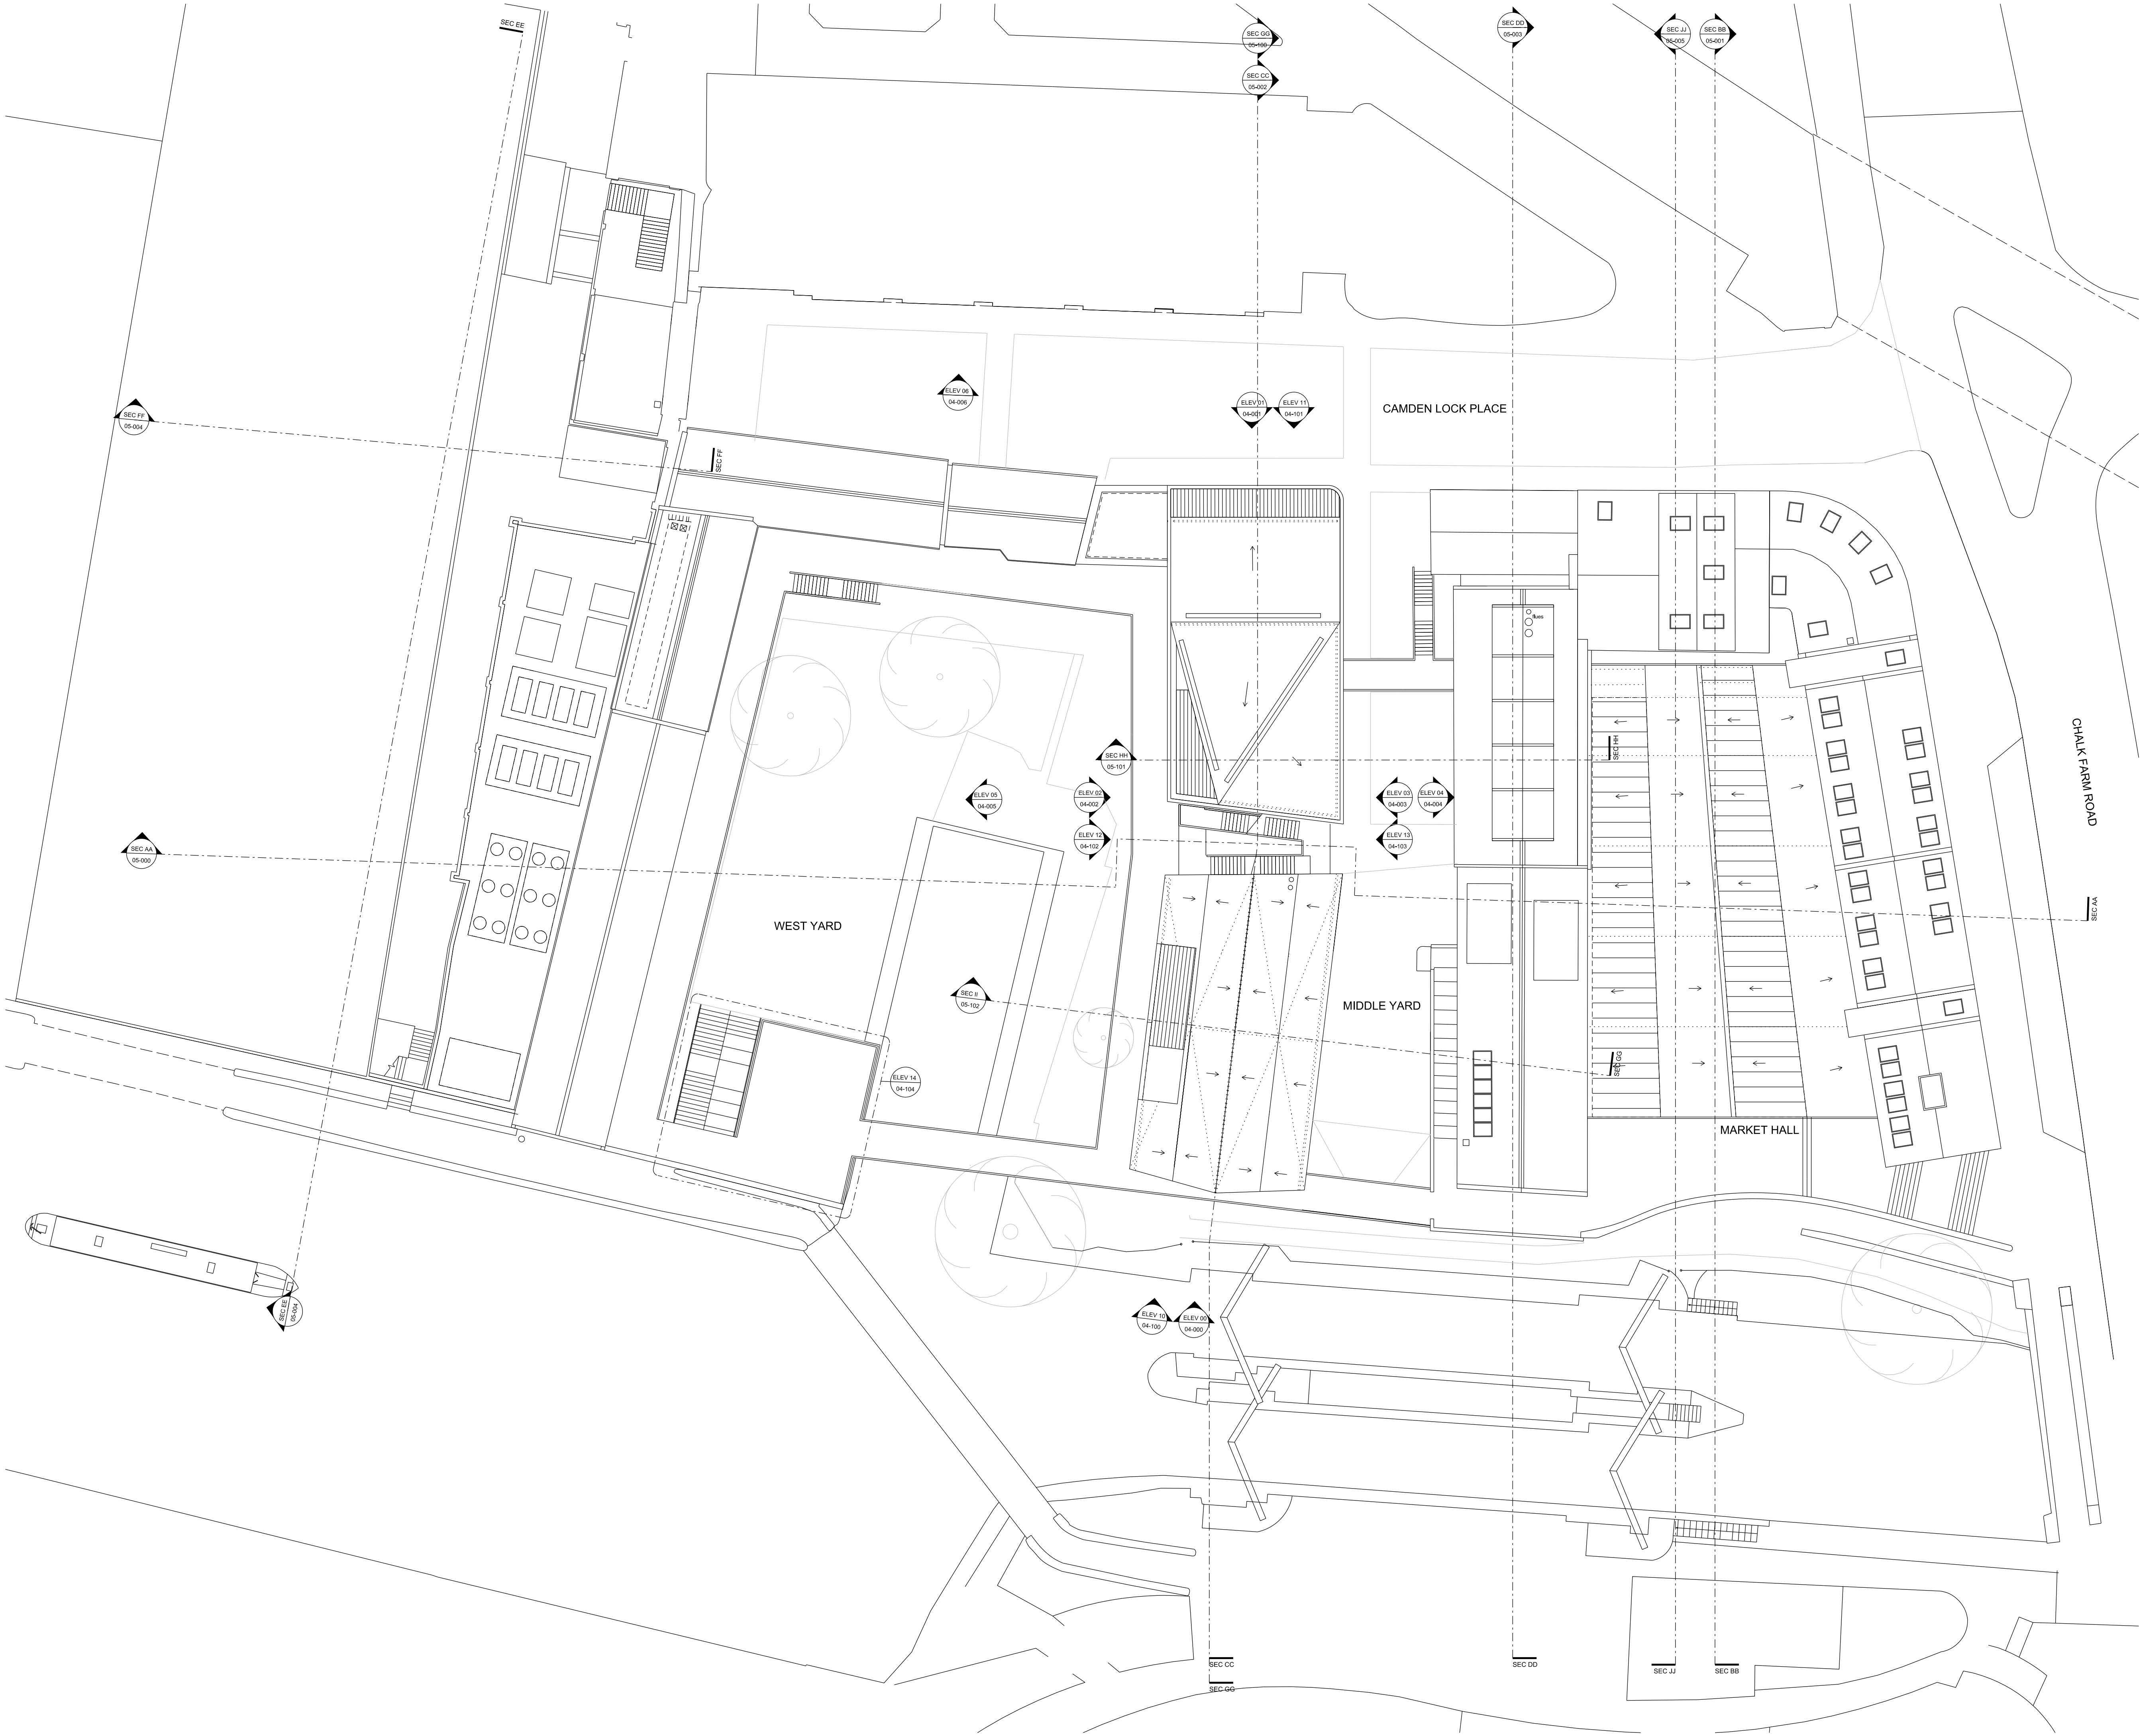 SEC EE
SEC GG
05-100
SEC CC
05-002
SEC DD
05-003
SEC JJ
05-005
SEC BB
05-001
SEC FF
05-004
SEC FF
ELEV 06
04-006
ELEV 01
04-001
ELEV 11
04-101
CAMDEN LOCK PLACE
flues
SEC HH
05-101
SEC HH
CHALK FARM ROAD
ELEV 05
04-005
ELEV 02
04-002
ELEV 12
04-102
ELEV 03
04-003
ELEV 04
04-004
ELEV 13
04-103
SEC AA
05-000
SEC AA
WEST YARD
SEC II
05-102
MIDDLE YARD
SEC GG
ELEV 14
04-104
MARKET HALL
SEC EE
05-004
ELEV 10
04-100
ELEV 00
04-000
SEC CC
SEC GG
SEC DD
SEC JJ
SEC BB